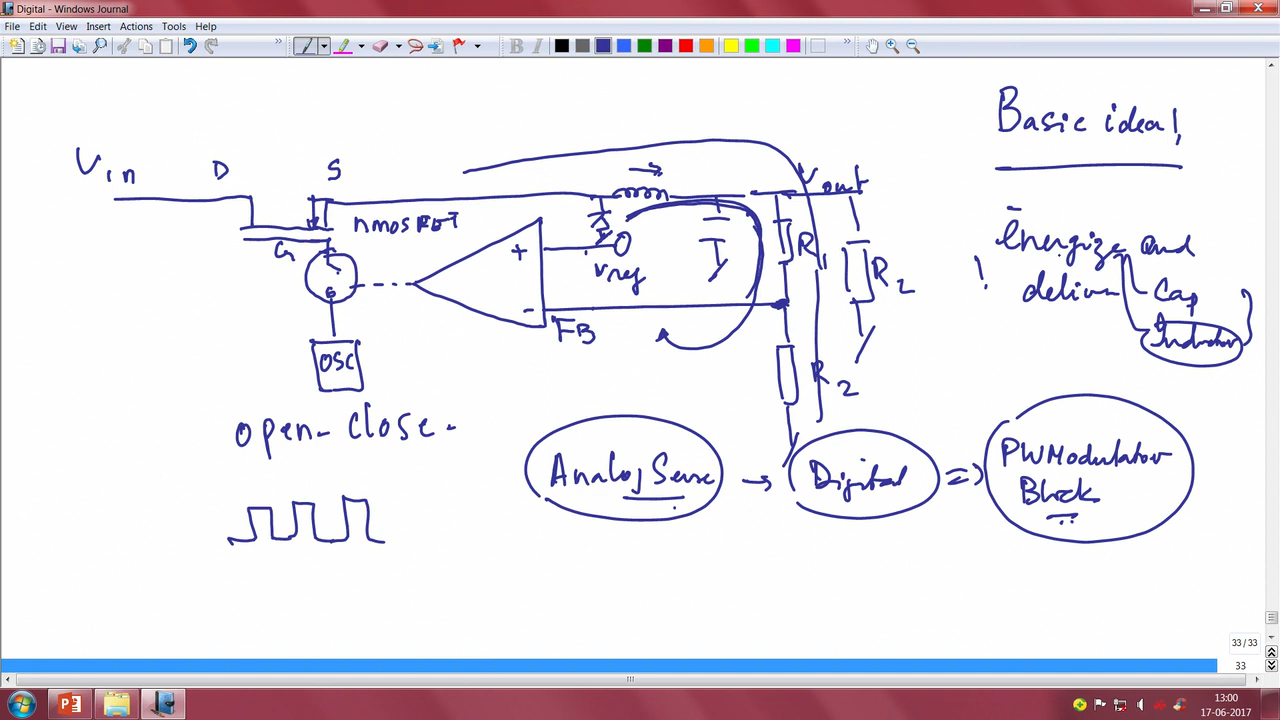 Digital - Windows Journal
File Edit View Insert Actions Tools Help
B I
Basic idea!
Vin D S Vout
nmosFET
G
+
Vref
R1
R2
-
FB
Energize and
deliver
Cap
Inductor
OSC
R2
open-close.
Analog Sense → Digital ⇒ PWModulator
Block
33 / 33
33
13:00
17-06-2017